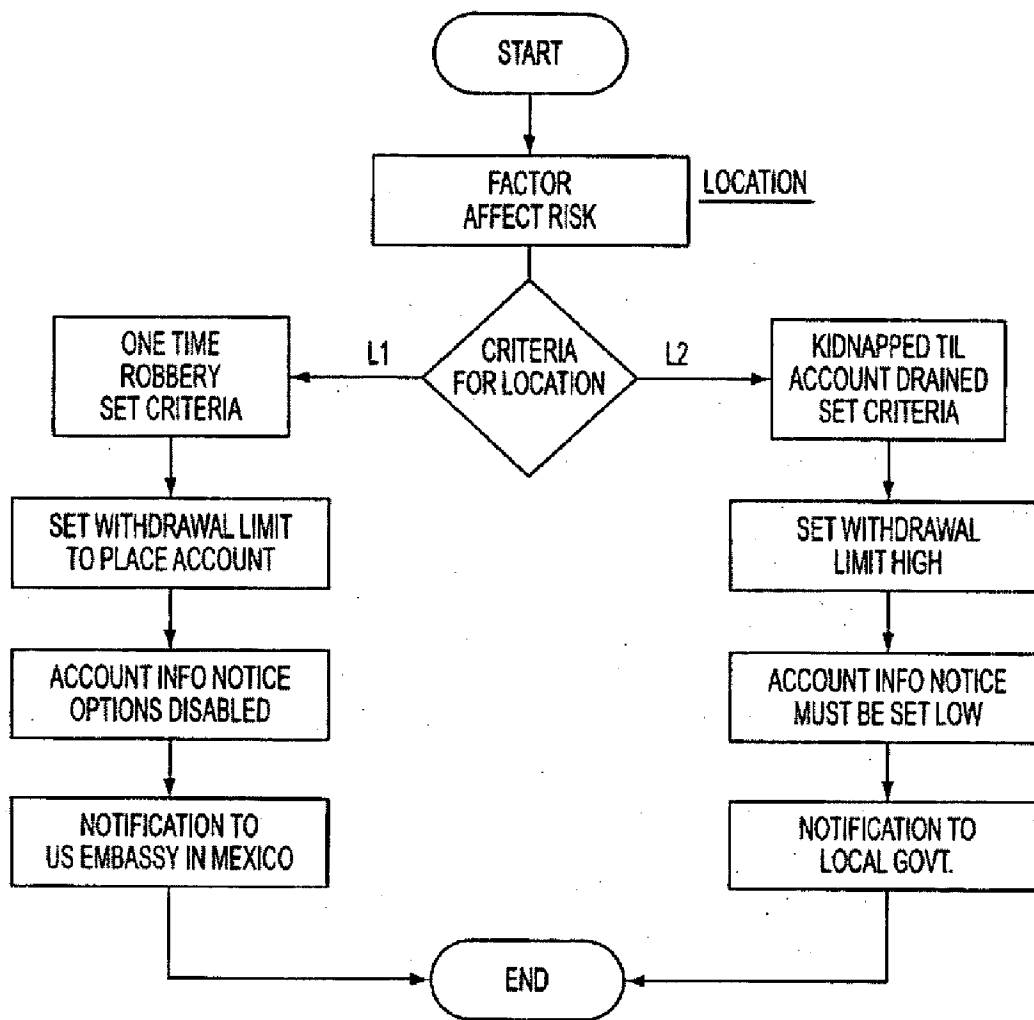 START
FACTOR
AFFECT RISK
LOCATION
CRITERIA
FOR LOCATION
L1
L2
ONE TIME
ROBBERY
SET CRITERIA
SET WITHDRAWAL LIMIT
TO PLACE ACCOUNT
ACCOUNT INFO NOTICE
OPTIONS DISABLED
NOTIFICATION TO
US EMBASSY IN MEXICO
KIDNAPPED TIL
ACCOUNT DRAINED
SET CRITERIA
SET WITHDRAWAL
LIMIT HIGH
ACCOUNT INFO NOTICE
MUST BE SET LOW
NOTIFICATION TO
LOCAL GOVT.
END